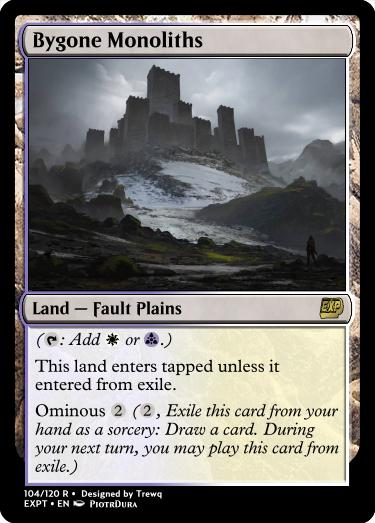 Bygone Monoliths
Land — Fault Plains
EXP
(T: Add W or .)
This land enters tapped unless it
entered from exile.
Ominous 2 (2, Exile this card from your
hand as a sorcery: Draw a card. During
your next turn, you may play this card from
exile.)
104/120 R • Designed by Trewq
EXPT • EN PiotrDura